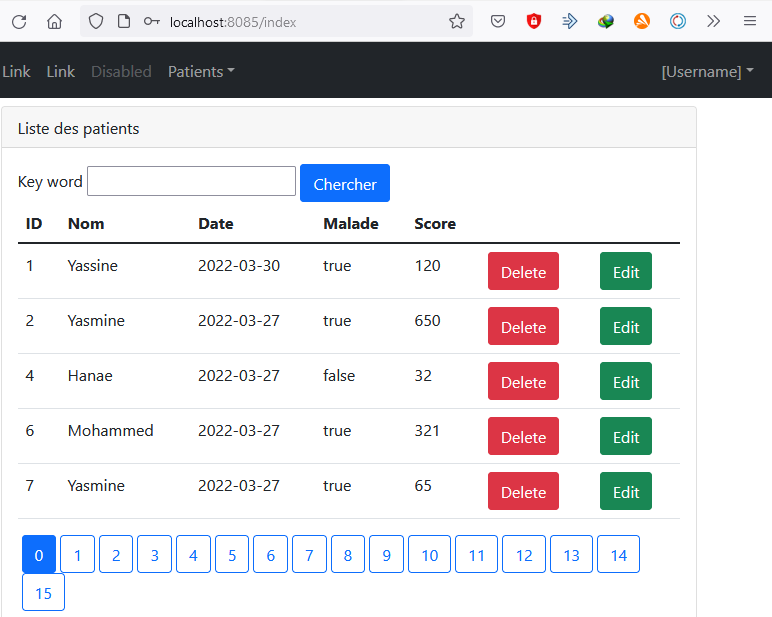 localhost:8085/index
Link Link Disabled Patients [Username]
Liste des patients
Key word Chercher
ID Nom Date Malade Score
1 Yassine 2022-03-30 true 120 Delete Edit
2 Yasmine 2022-03-27 true 650 Delete Edit
4 Hanae 2022-03-27 false 32 Delete Edit
6 Mohammed 2022-03-27 true 321 Delete Edit
7 Yasmine 2022-03-27 true 65 Delete Edit
0 1 2 3 4 5 6 7 8 9 10 11 12 13 14
15